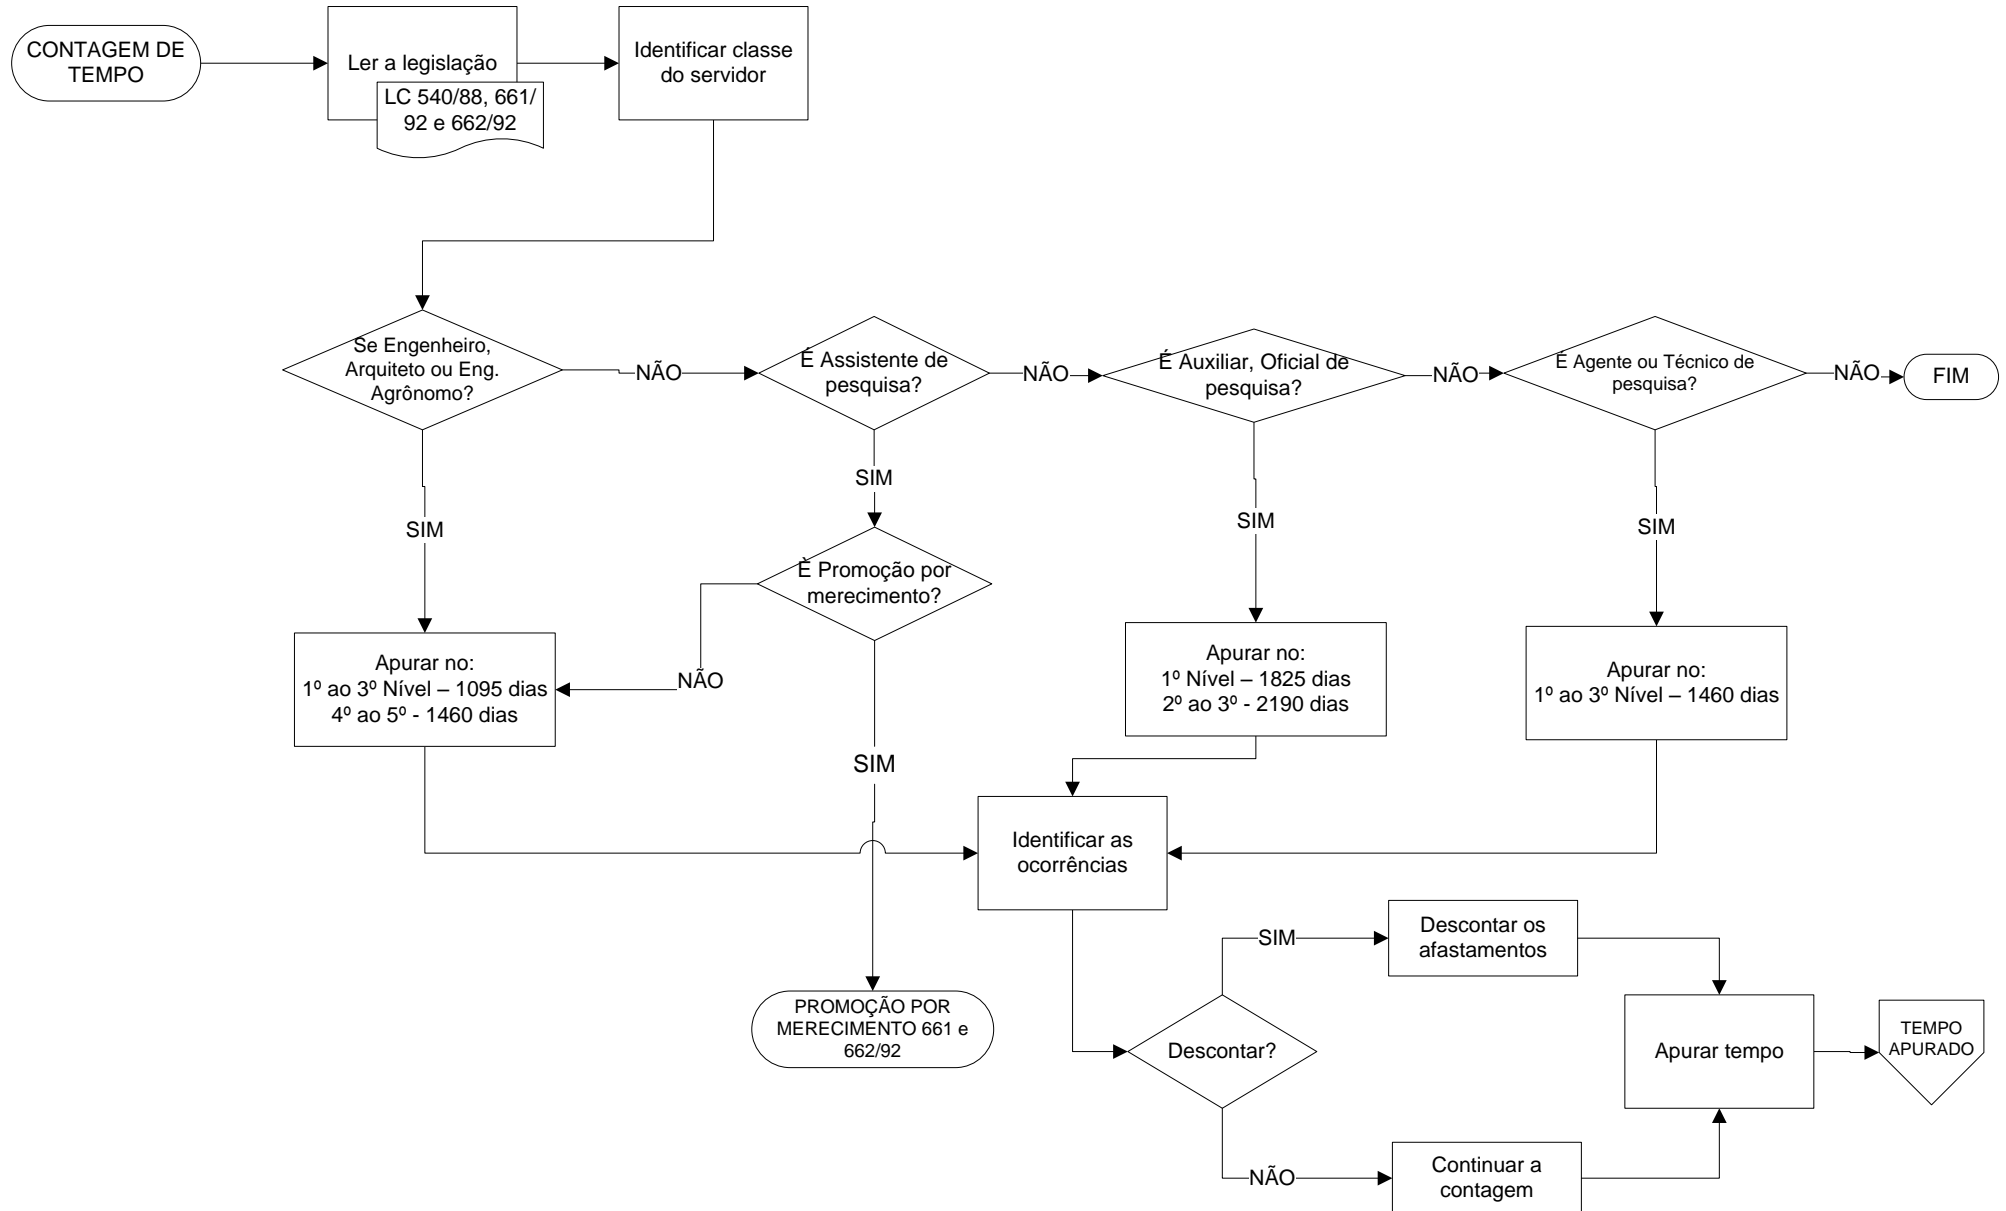 CONTAGEM DE
TEMPO
Ler a legislação
LC 540/88, 661/
92 e 662/92
Identificar classe
do servidor
Se Engenheiro,
Arquiteto ou Eng.
Agrônomo?
NÃO
É Assistente de
pesquisa?
NÃO
É Auxiliar, Oficial de
pesquisa?
NÃO
É Agente ou Técnico de
pesquisa?
NÃO
FIM
SIM
SIM
SIM
SIM
È Promoção por
merecimento?
NÃO
SIM
Apurar no:
1º ao 3º Nível – 1095 dias
4º ao 5º - 1460 dias
Apurar no:
1º Nível – 1825 dias
2º ao 3º - 2190 dias
Apurar no:
1º ao 3º Nível – 1460 dias
Identificar as
ocorrências
PROMOÇÃO POR
MERECIMENTO 661 e
662/92
Descontar?
SIM
Descontar os
afastamentos
NÃO
Continuar a
contagem
Apurar tempo
TEMPO
APURADO